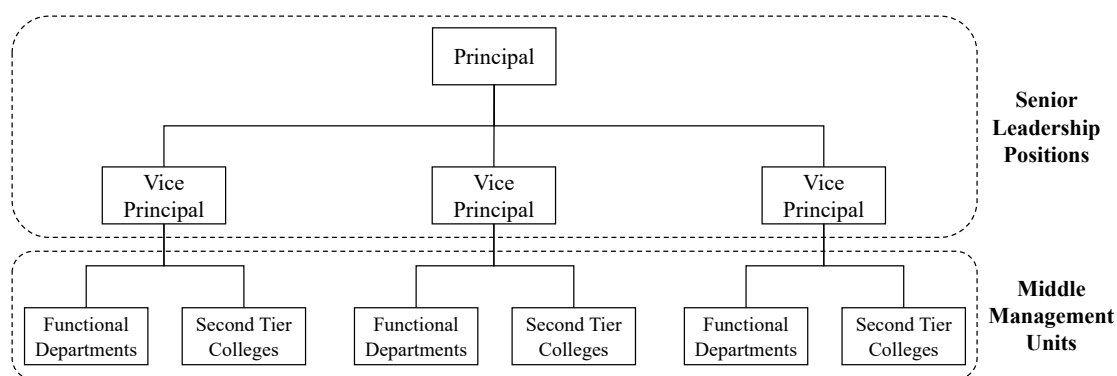 Principal
Senior
Leadership
Positions
Vice
Principal
Vice
Principal
Vice
Principal
Functional
Departments
Second Tier
Colleges
Functional
Departments
Second Tier
Colleges
Functional
Departments
Second Tier
Colleges
Middle
Management
Units